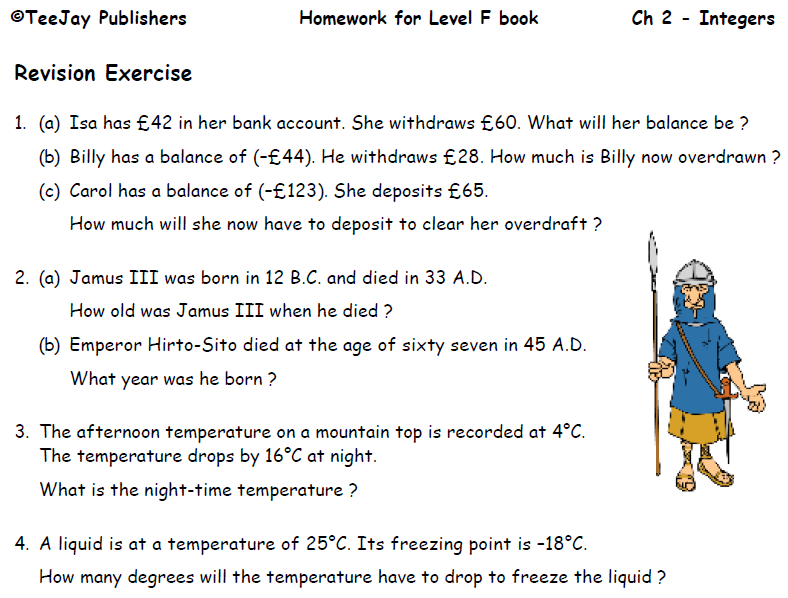 ©TeeJay Publishers Homework for Level F book Ch 2 - Integers
Revision Exercise
1. (a) Isa has £42 in her bank account. She withdraws £60. What will her balance be ?
(b) Billy has a balance of (-£44). He withdraws £28. How much is Billy now overdrawn ?
(c) Carol has a balance of (-£123). She deposits £65.
How much will she now have to deposit to clear her overdraft ?
2. (a) Jamus III was born in 12 B.C. and died in 33 A.D.
How old was Jamus III when he died ?
(b) Emperor Hirto-Sito died at the age of sixty seven in 45 A.D.
What year was he born ?
3. The afternoon temperature on a mountain top is recorded at 4°C.
The temperature drops by 16°C at night.
What is the night-time temperature ?
4. A liquid is at a temperature of 25°C. Its freezing point is -18°C.
How many degrees will the temperature have to drop to freeze the liquid ?